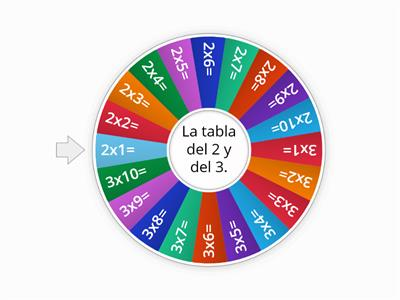 La tabla
del 2 y
del 3.
2x1=
2x2=
2x3=
2x4=
2x5=
2x6=
2x7=
2x8=
2x9=
2x10=
3x1=
3x2=
3x3=
3x4=
3x5=
3x6=
3x7=
3x8=
3x9=
3x10=